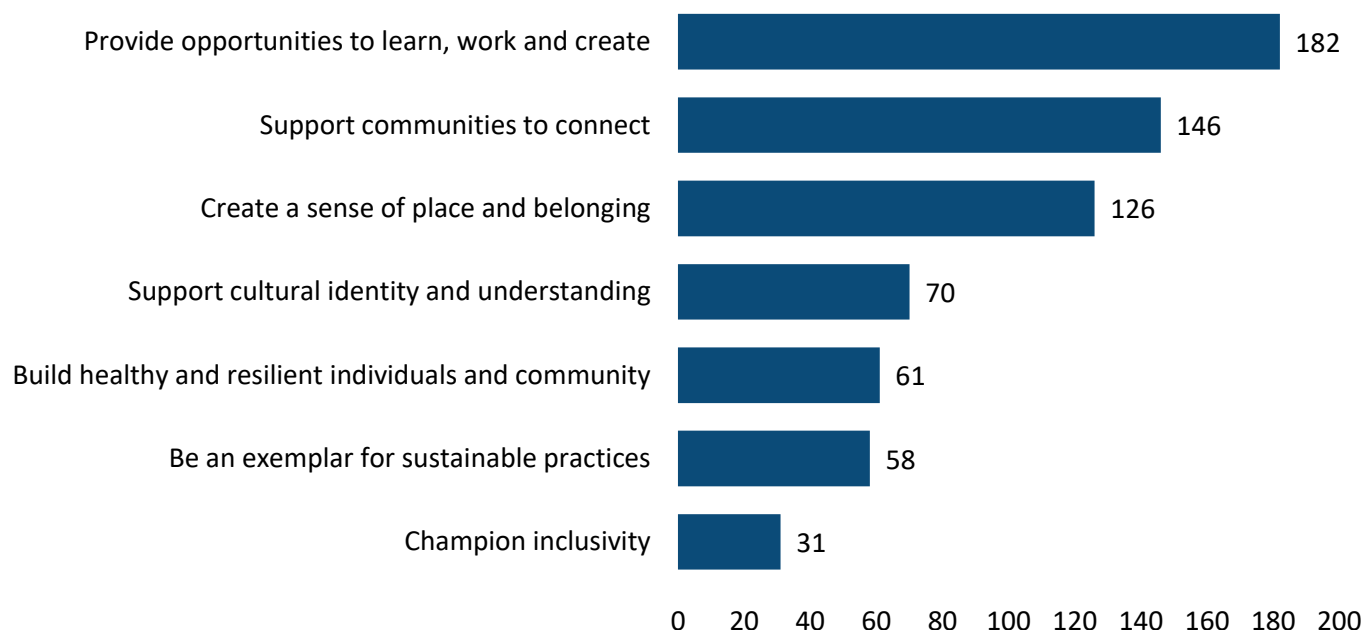 Provide opportunities to learn, work and create 182
Support communities to connect 146
Create a sense of place and belonging 126
Support cultural identity and understanding 70
Build healthy and resilient individuals and community 61
Be an exemplar for sustainable practices 58
Champion inclusivity 31
0 20 40 60 80 100 120 140 160 180 200